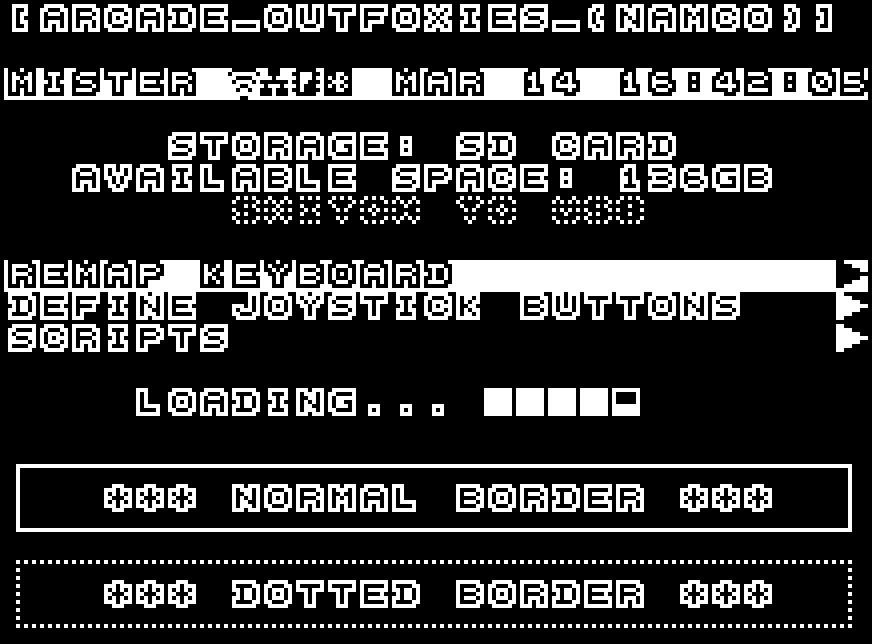 [ARCADE_OUTFOXIES_(NAMCO)]
MISTER MAR 14 16:42:05
STORAGE: SD CARD
AVAILABLE SPACE: 136GB
REMAP KEYBOARD
DEFINE JOYSTICK BUTTONS
SCRIPTS
LOADING...
*** NORMAL BORDER ***
*** DOTTED BORDER ***